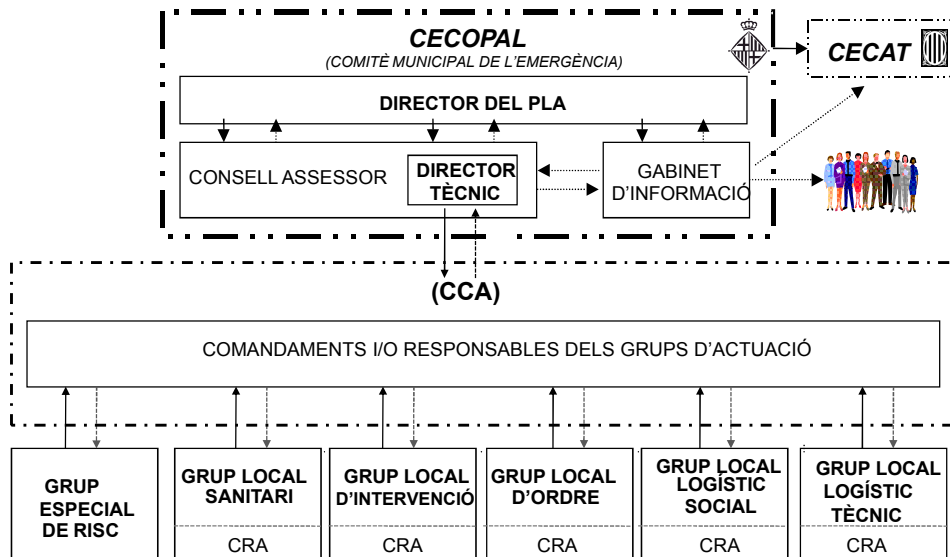 CECOPAL
(COMITÈ MUNICIPAL DE L'EMERGÈNCIA)
CECAT
DIRECTOR DEL PLA
CONSELL ASSESSOR
DIRECTOR
TÈCNIC
GABINET
D'INFORMACIÓ
(CCA)
COMANDAMENTS I/O RESPONSABLES DELS GRUPS D'ACTUACIÓ
GRUP
ESPECIAL
DE RISC
GRUP LOCAL
SANITARI
CRA
GRUP LOCAL
D'INTERVENCIÓ
CRA
GRUP LOCAL
D'ORDRE
CRA
GRUP LOCAL
LOGÍSTIC
SOCIAL
CRA
GRUP LOCAL
LOGÍSTIC
TÈCNIC
CRA